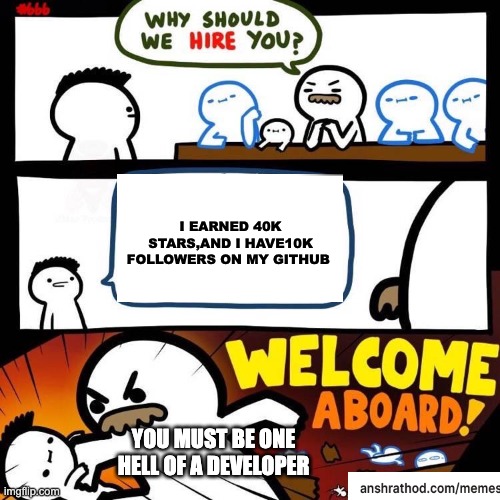 #666
WHY SHOULD
WE HIRE YOU?
I EARNED 40K
STARS,AND I HAVE10K
FOLLOWERS ON MY GITHUB
WELCOME
ABOARD!
YOU MUST BE ONE
HELL OF A DEVELOPER
imgflip.com
anshrathod.com/memes